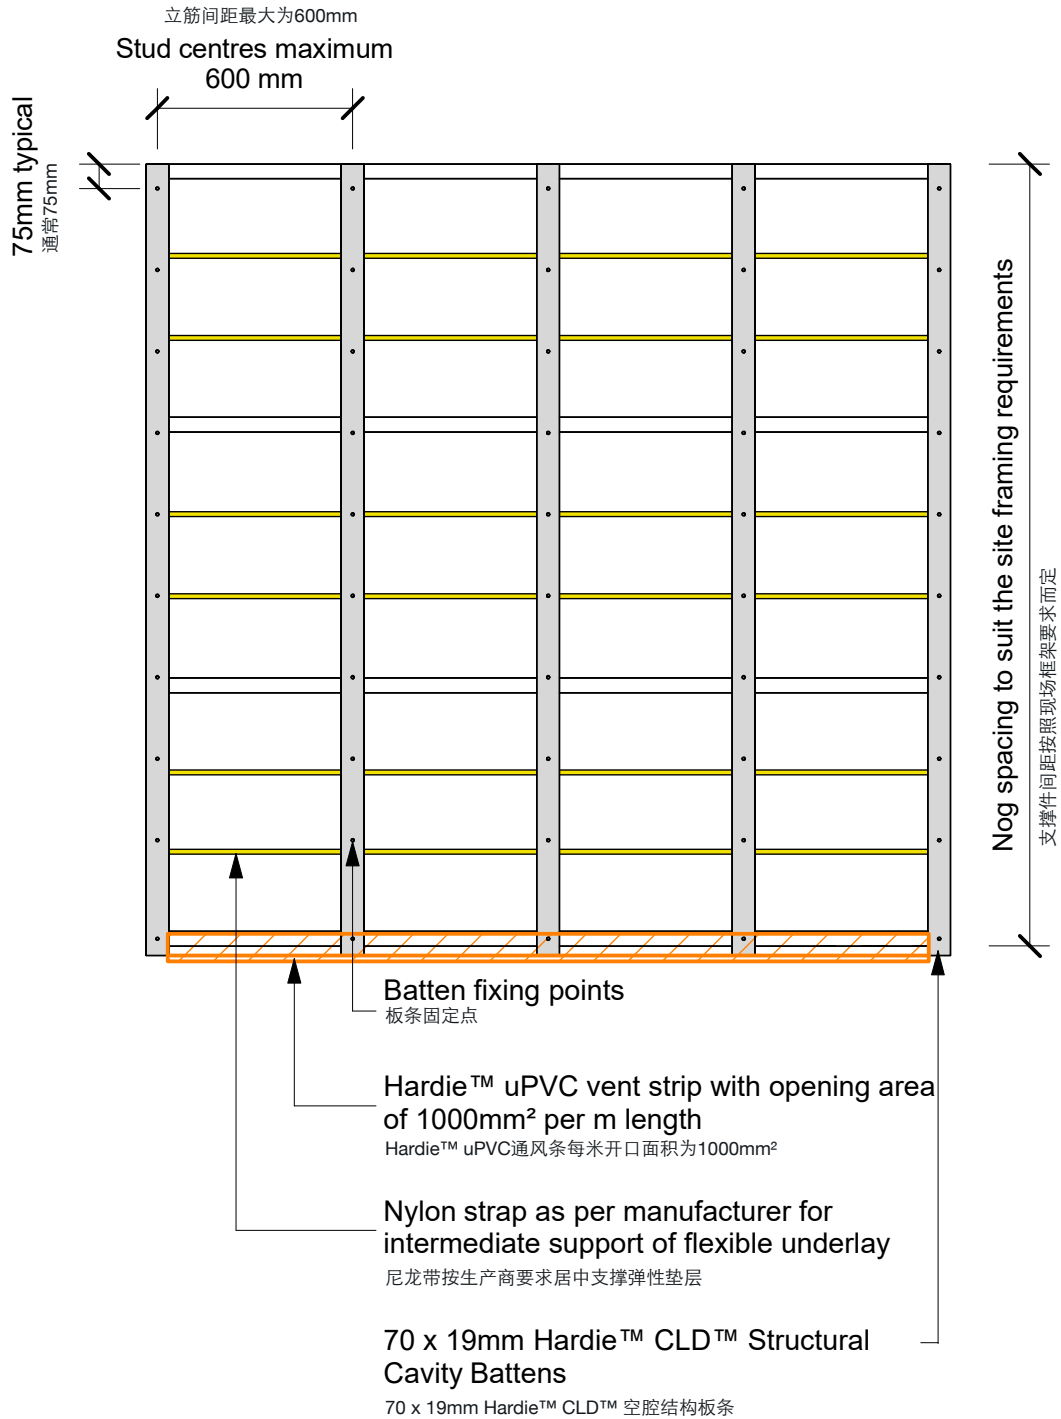 立筋间距最大为600mm
Stud centres maximum
600 mm
75mm typical
通常75mm
Nog spacing to suit the site framing requirements
支撑件间距按照现场框架要求而定
Batten fixing points
板条固定点
Hardie™ uPVC vent strip with opening area
of 1000mm² per m length
Hardie™ uPVC通风条每米开口面积为1000mm²
Nylon strap as per manufacturer for
intermediate support of flexible underlay
尼龙带按生产商要求居中支撑弹性垫层
70 x 19mm Hardie™ CLD™ Structural
Cavity Battens
70 x 19mm Hardie™ CLD™ 空腔结构板条